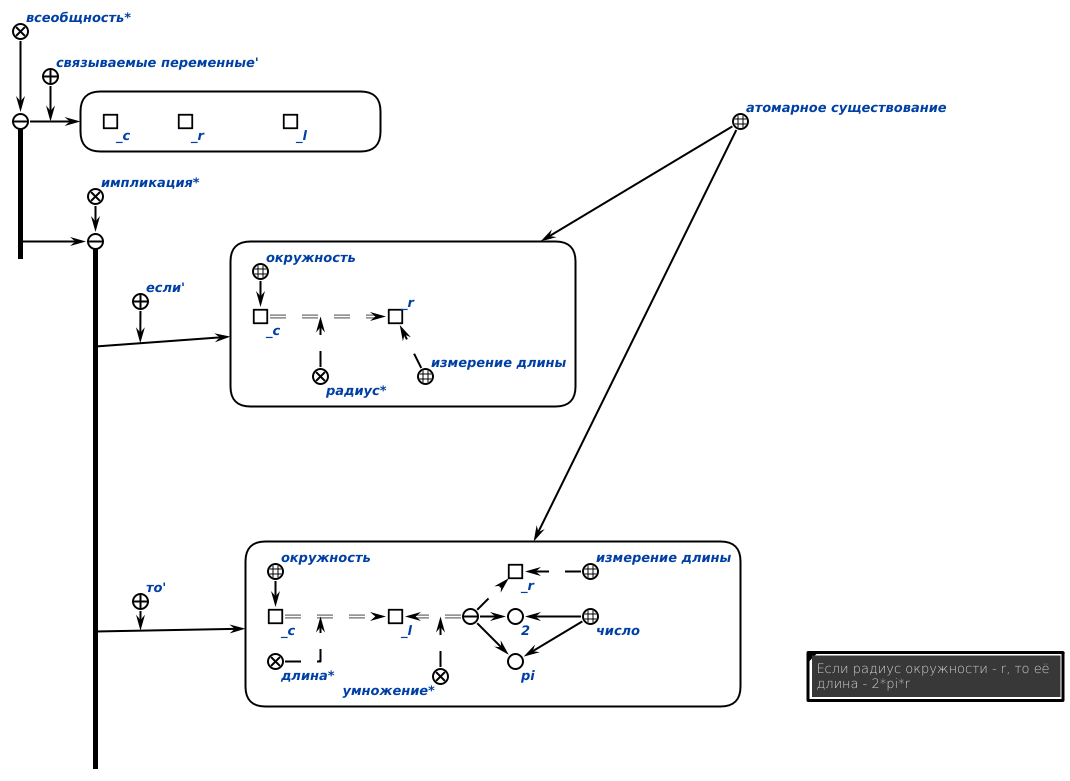 всеобщность*
связываемые переменные'
_c _r _l
атомарное существование
импликация*
окружность
если'
_r
_c
измерение длины
радиус*
окружность
измерение длины
то'
_r
_c _l 2 число
длина* pi
умножение*
Если радиус окружности - r, то её
длина - 2*pi*r